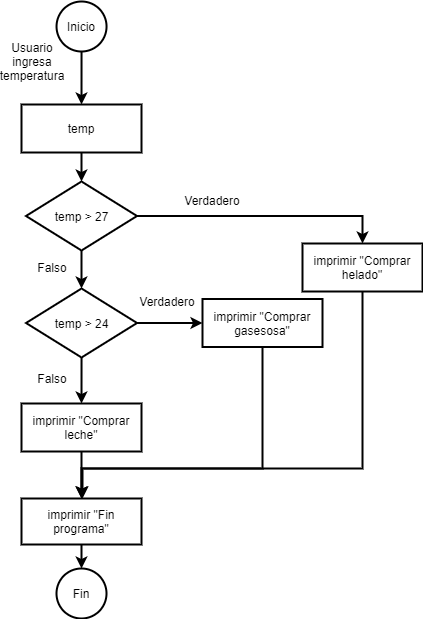 Inicio
Usuario
ingresa
temperatura
temp
temp > 27
Verdadero
imprimir "Comprar
helado"
Falso
temp > 24
Verdadero
imprimir "Comprar
gasesosa"
Falso
imprimir "Comprar
leche"
imprimir "Fin
programa"
Fin